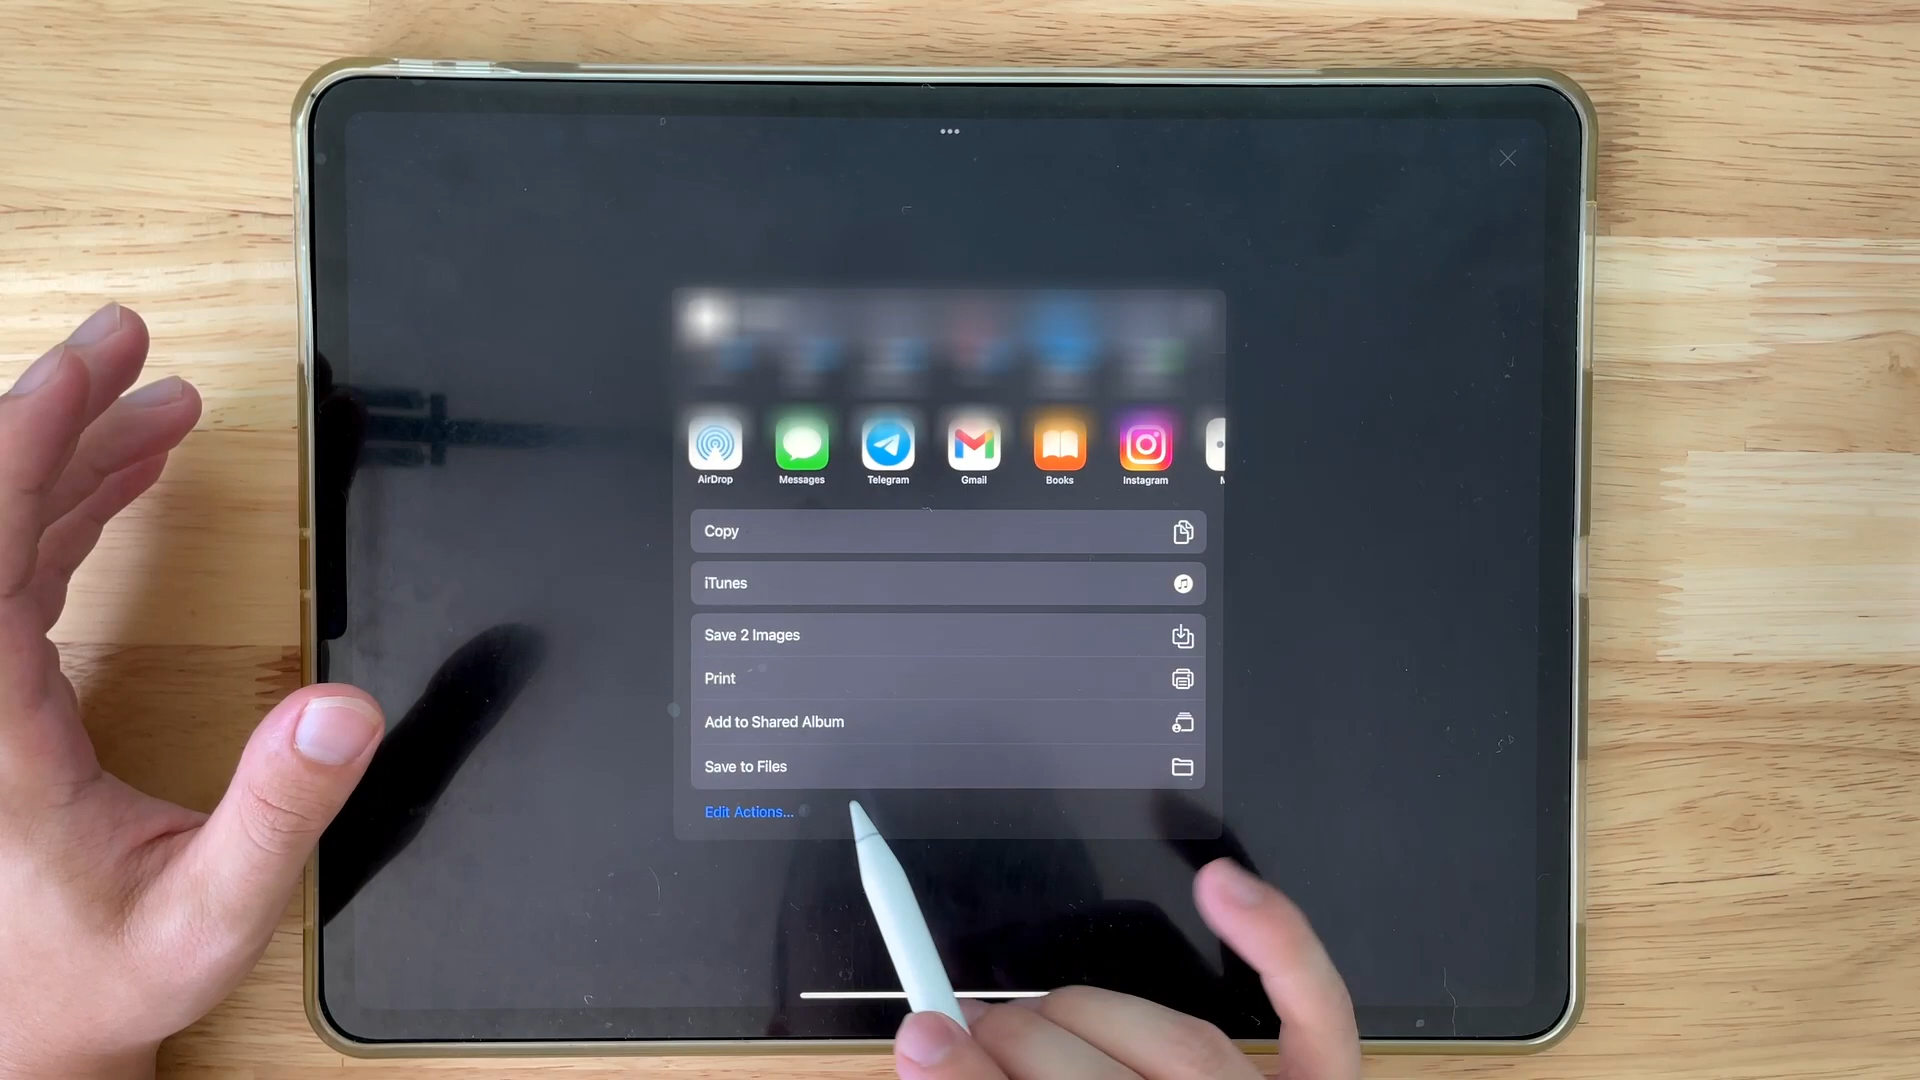 AirDrop
Messages
Telegram
Gmail
Books
Instagram
Copy
iTunes
Save 2 Images
Print
Add to Shared Album
Save to Files
Edit Actions...